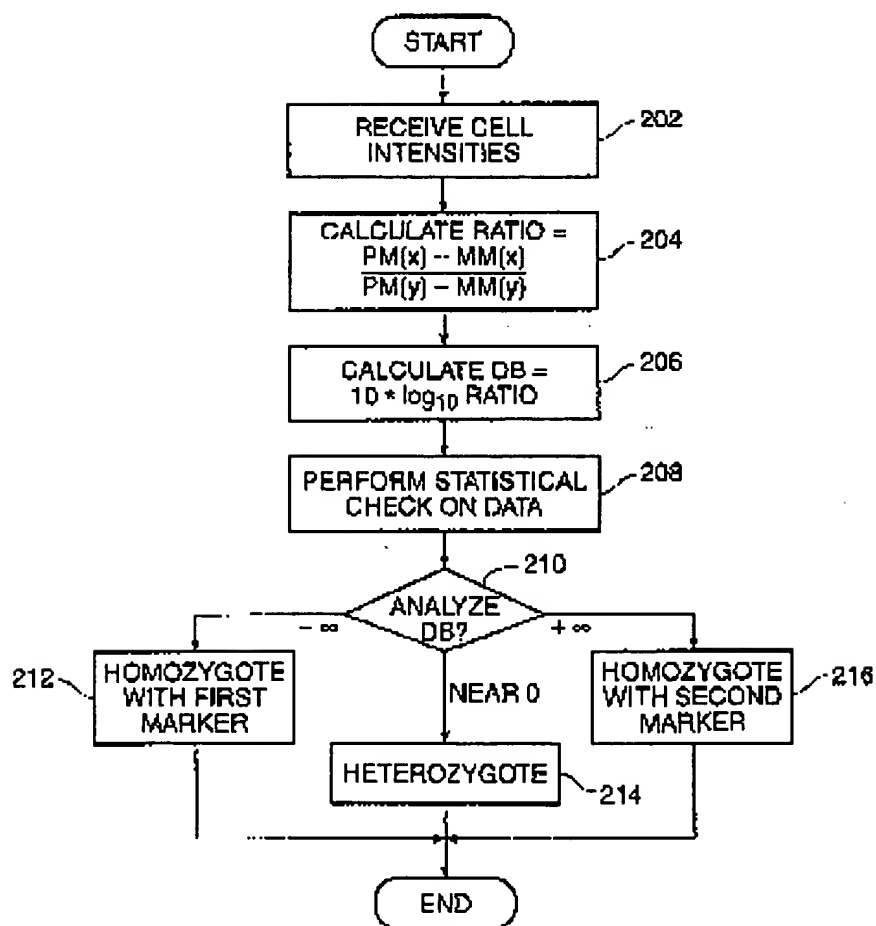 START
RECEIVE CELL
INTENSITIES
202
CALCULATE RATIO =
PM(x) - MM(x)
PM(y) - MM(y)
204
CALCULATE DB =
10 * log10 RATIO
206
PERFORM STATISTICAL
CHECK ON DATA
208
210
ANALYZE
DB?
- ∞
+ ∞
NEAR 0
212
HOMOZYGOTE
WITH FIRST
MARKER
HOMOZYGOTE
WITH SECOND
MARKER
216
HETEROZYGOTE
214
END